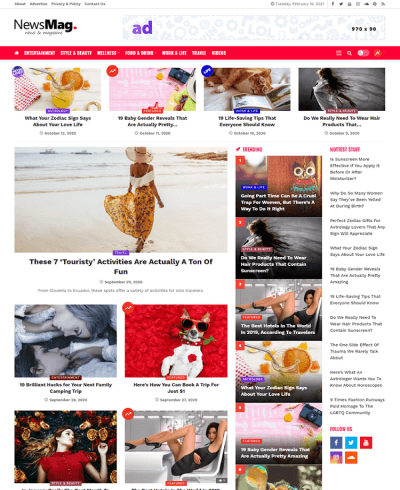 About Advertise Privacy & Policy Contact Us
Tuesday, February 16, 2021
NewsMag.
news & magazine
ad
970 x 90
ENTERTAINMENT STYLE & BEAUTY WELLNESS FOOD & DRINK WORK & LIFE TRAVEL VIDEOS
ASTROLOGY
What Your Zodiac Sign Says
About Your Love Life
October 12, 2020
FEATURED
19 Baby Gender Reveals That
Are Actually Pretty...
October 11, 2020
WORK & LIFE
19 Life-Saving Tips That
Everyone Should Know
October 10, 2020
STYLE & BEAUTY
Do We Really Need To Wear Hair
Products That...
October 9, 2020
TRAVEL
These 7 ‘Touristy’ Activities Are Actually A Ton Of
Fun
September 29, 2020
From Slovenia to Ecuador, these spots offer a variety of activities for solo travelers.
ENTERTAINMENT
19 Brilliant Hacks for Your Next Family
Camping Trip
September 28, 2020
FEATURED
Here's How You Can Book A Trip For
Just $1
September 27, 2020
TRENDING
1
WORK & LIFE
Going Part Time Can Be A Cruel
Trap For Women, But There's A
Way To Do It Right
2
STYLE & BEAUTY
Do We Really Need To Wear
Hair Products That Contain
Sunscreen?
3
FEATURED
The Best Hotels In The World
In 2019, According To Travelers
4
ASTROLOGY
What Your Zodiac Sign Says
About Your Love Life
5
FEATURED
19 Baby Gender Reveals That
Are Actually Pretty Amazing
6
HOTTEST STUFF
Is Sunscreen More
Effective If You Apply It
Before Or After
Moisturizer?
Why Do So Many Women
Say They've Been Yelled
At During Birth?
Perfect Zodiac Gifts For
Astrology Lovers That Any
Sign Will Appreciate
What Your Zodiac Sign
Says About Your Love Life
19 Baby Gender Reveals
That Are Actually Pretty
Amazing
19 Life-Saving Tips That
Everyone Should Know
Do We Really Need To
Wear Hair Products That
Contain Sunscreen?
The One Side Effect Of
Trauma We Rarely Talk
About
Here's What An
Astrologer Wants You To
Know About Horoscopes
9 Times Fashion Runways
Paid Homage To The
LGBTQ Community
FOLLOW US